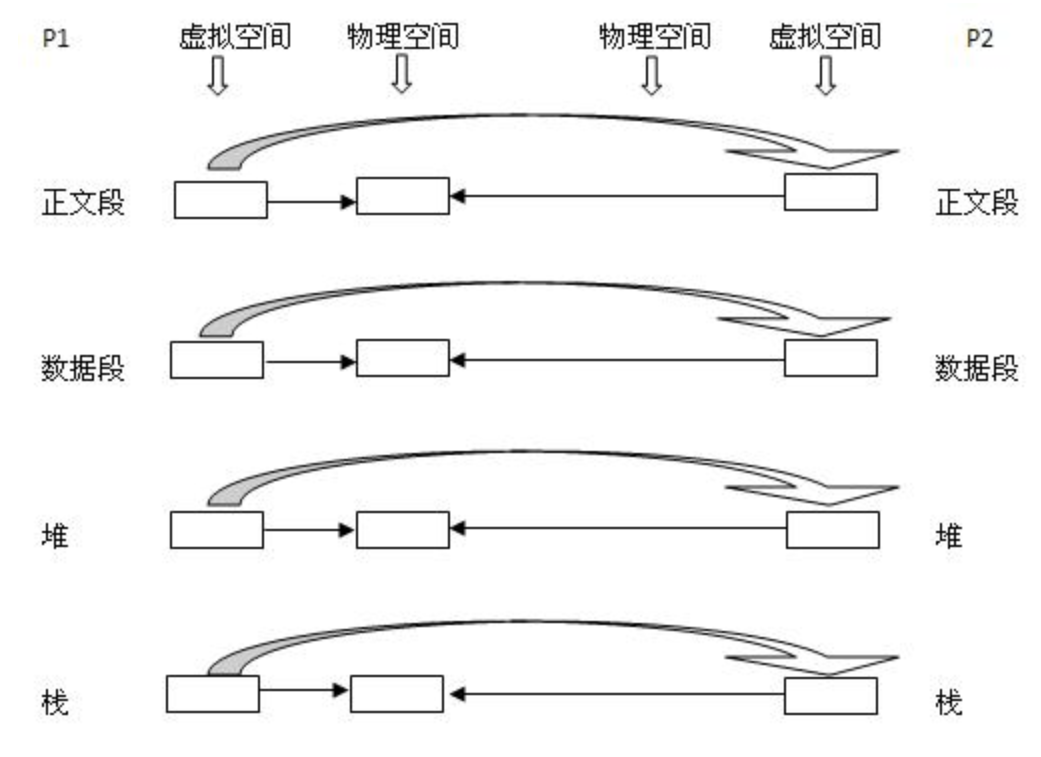 P1 虚拟空间 物理空间 物理空间 虚拟空间 P2
正文段 正文段
数据段 数据段
堆 堆
栈 栈